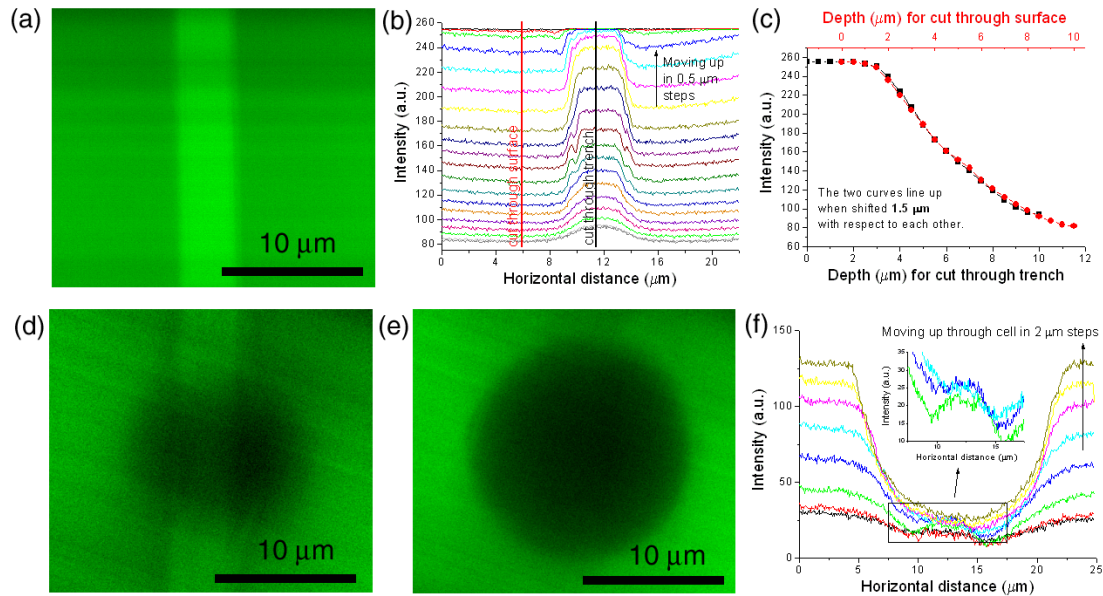 (a)
10 μm
(b)
Intensity (a.u.)
260
240
220
200
180
160
140
120
100
80
Moving up
in 0.5 μm
steps
cut through surface
cut through trench
0 4 8 12 16 20
Horizontal distance (μm)
(c)
Depth (μm) for cut through surface
0 2 4 6 8 10
Intensity (a.u.)
260
240
220
200
180
160
140
120
100
80
60
The two curves line up
when shifted 1.5 μm
with respect to each other.
0 2 4 6 8 10 12
Depth (μm) for cut through trench
(d)
10 μm
(e)
10 μm
(f)
Moving up through cell in 2 μm steps
Intensity (a.u.)
150
100
50
0
Intensity (a.u.)
35
30
25
20
15
10
10 15
Horizontal distance (μm)
0 5 10 15 20 25
Horizontal distance (μm)